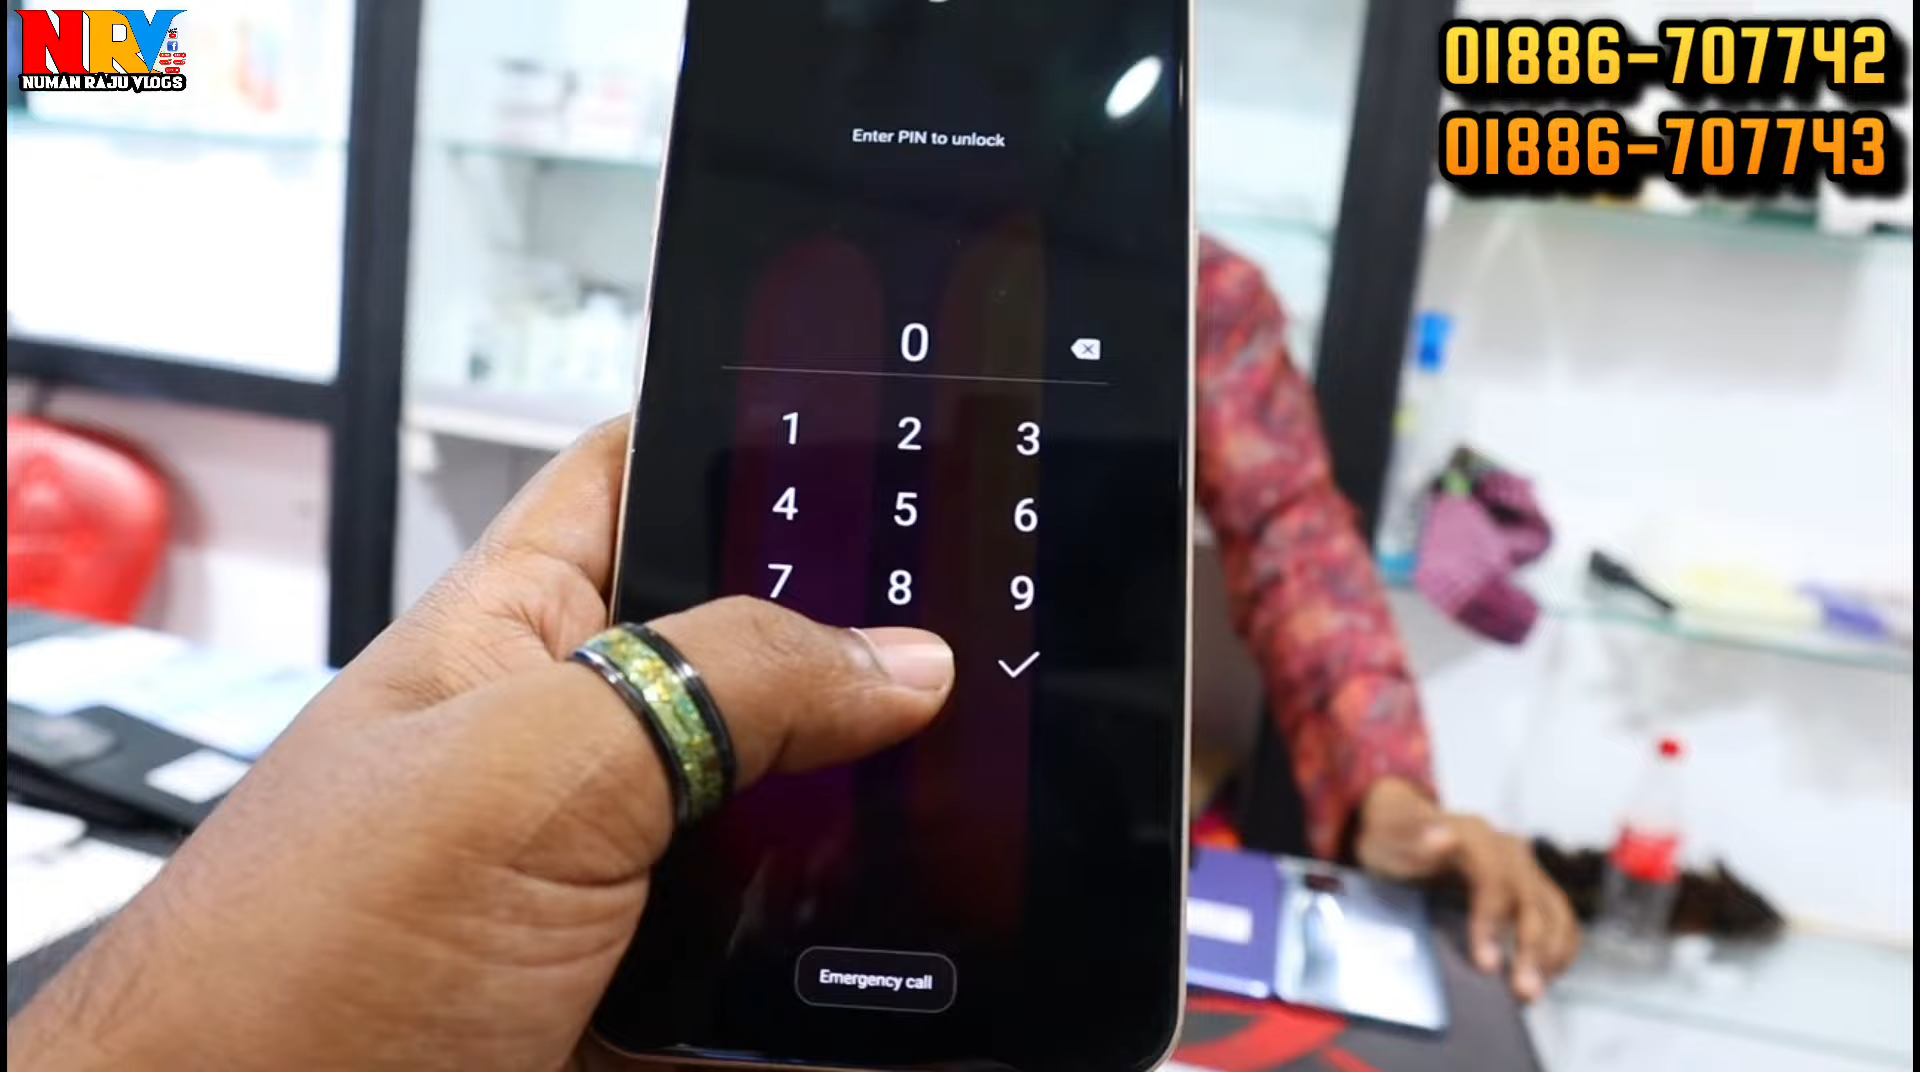 NRV
NUMAN RAJU VLOGS
01886-707742
01886-707743
Enter PIN to unlock
0
1 2 3
4 5 6
7 8 9
Emergency call